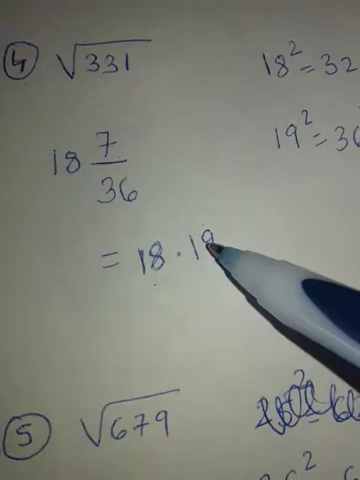 ④ √331 18² = 32
18 7/36 19² = 36
= 18.19
⑤ √679